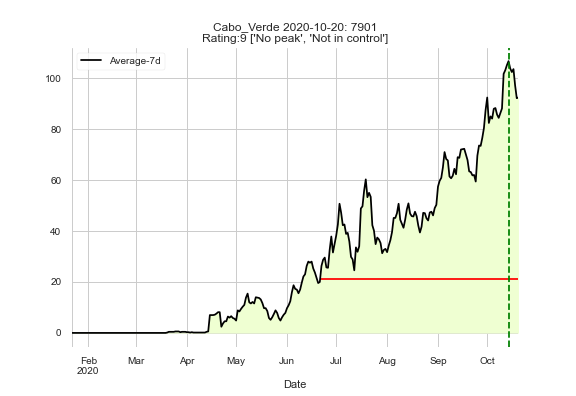 Cabo_Verde 2020-10-20: 7901
Rating:9 ['No peak', 'Not in control']
Average-7d
100
80
60
40
20
0
Feb Mar Apr May Jun Jul Aug Sep Oct
2020
Date